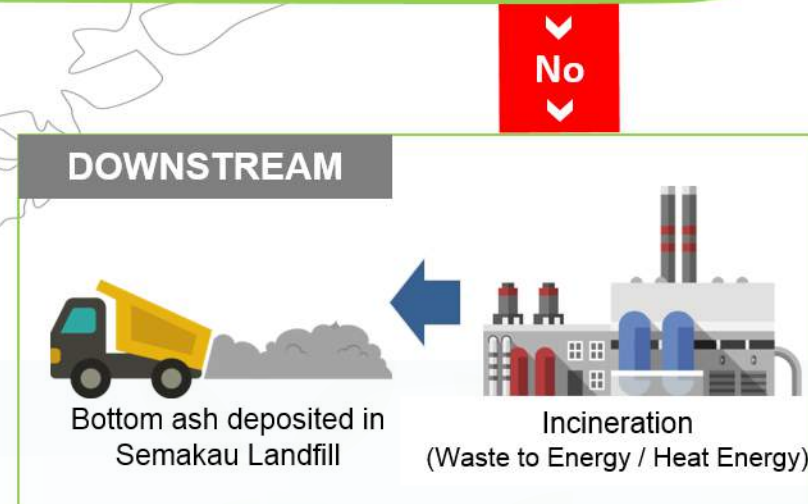 No
DOWNSTREAM
Bottom ash deposited in
Semakau Landfill
Incineration
(Waste to Energy / Heat Energy)